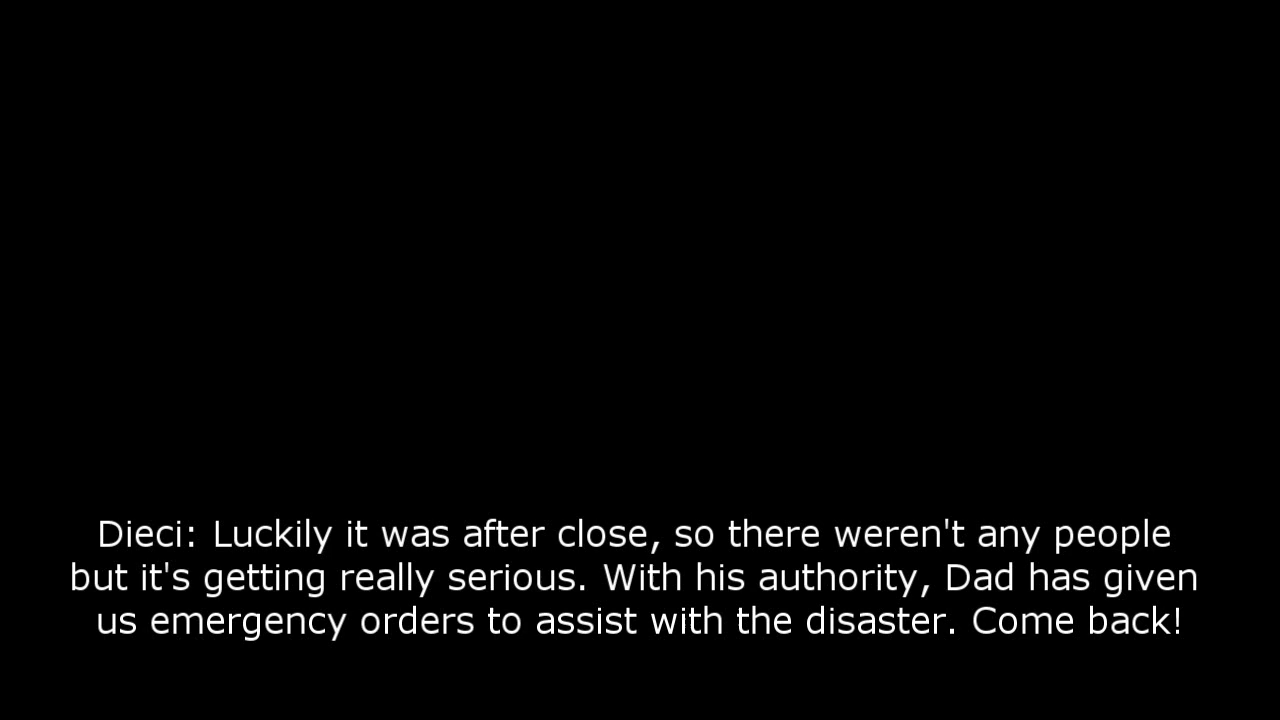 Dieci: Luckily it was after close, so there weren't any people
but it's getting really serious. With his authority, Dad has given
us emergency orders to assist with the disaster. Come back!